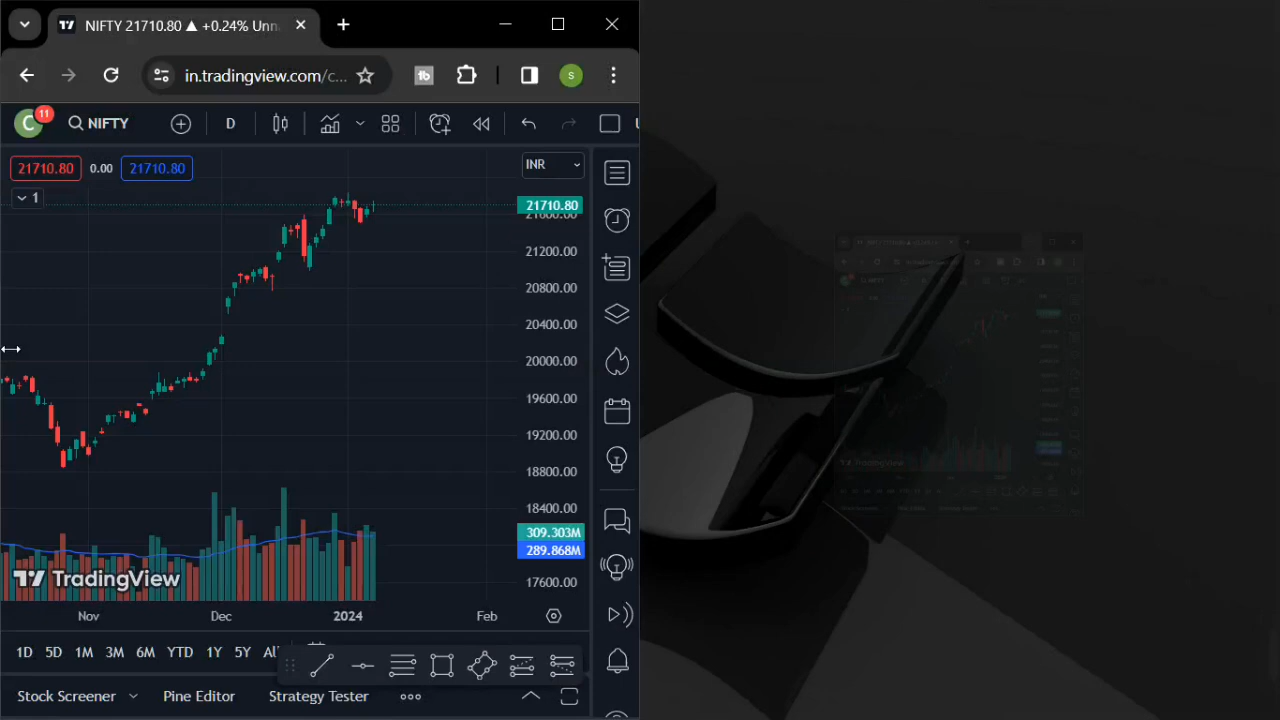 NIFTY 21710.80 ▲ +0.24% Unn
in.tradingview.com/c...
S
C
11
NIFTY
D
21710.80
0.00
21710.80
INR
1
21710.80
21600.00
21200.00
20800.00
20400.00
20000.00
19600.00
19200.00
18800.00
18400.00
309.303M
289.868M
17600.00
TradingView
Nov
Dec
2024
Feb
1D 5D 1M 3M 6M YTD 1Y 5Y
Stock Screener
Pine Editor
Strategy Tester